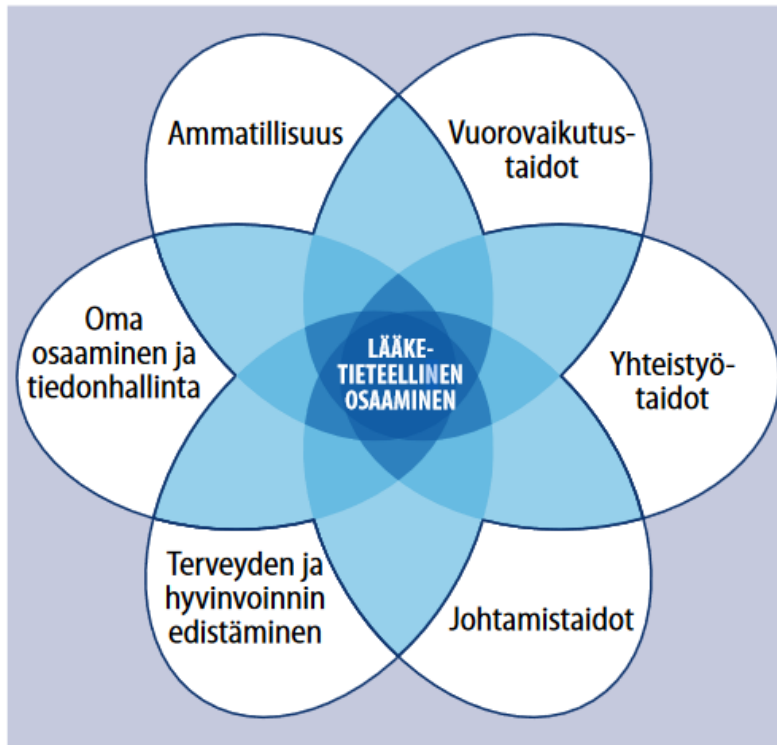 Ammatillisuus
Vuorovaikutus-
taidot
Oma
osaaminen ja
tiedonhallinta
LÄÄKE-
TIETEELLINEN
OSAAMINEN
Yhteistyö-
taidot
Terveyden ja
hyvinvoinnin
edistäminen
Johtamistaidot